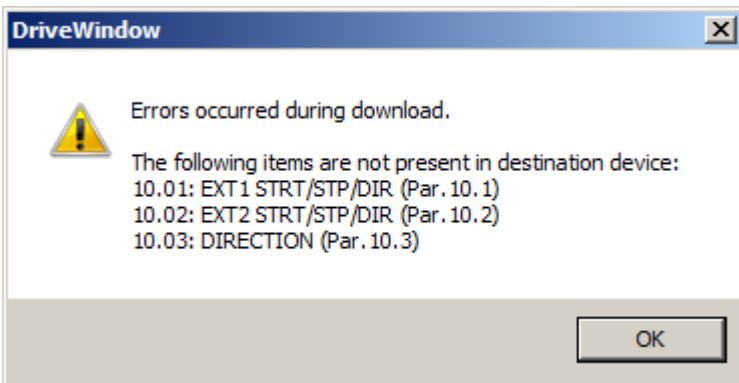 DriveWindow
Errors occurred during download.
The following items are not present in destination device:
10.01: EXT1 STRT/STP/DIR (Par.10.1)
10.02: EXT2 STRT/STP/DIR (Par.10.2)
10.03: DIRECTION (Par.10.3)
OK